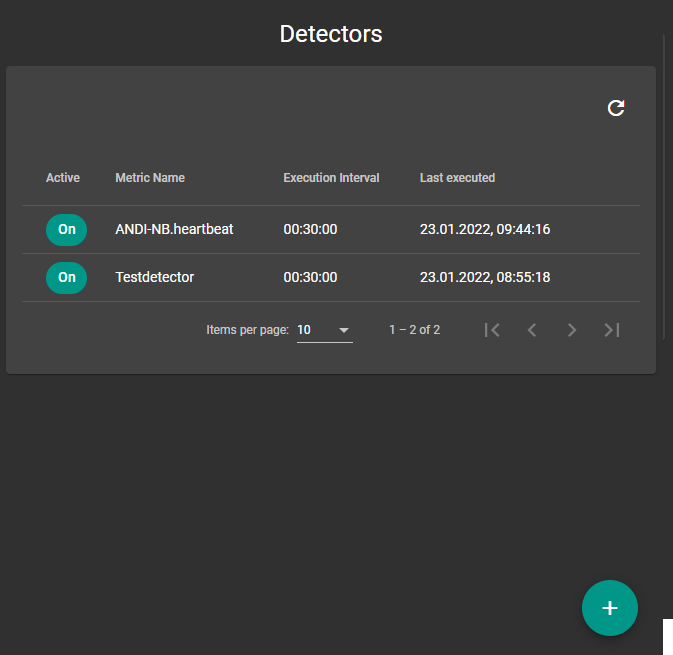 Detectors
Active Metric Name Execution Interval Last executed
On ANDI-NB.heartbeat 00:30:00 23.01.2022, 09:44:16
On Testdetector 00:30:00 23.01.2022, 08:55:18
Items per page: 10 1 – 2 of 2